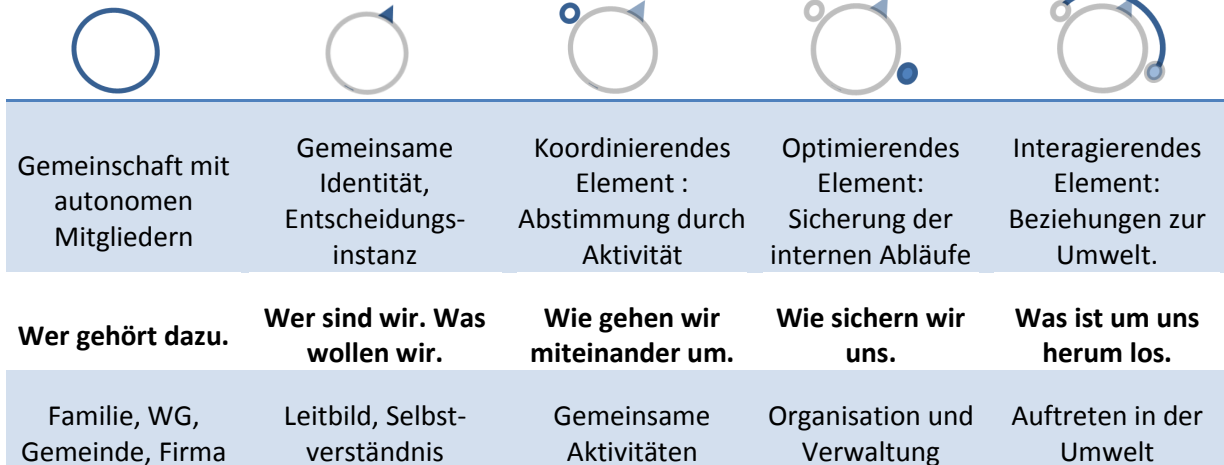 Gemeinschaft mit
autonomen
Mitgliedern
Gemeinsame
Identität,
Entscheidungs-
instanz
Koordinierendes
Element :
Abstimmung durch
Aktivität
Optimierendes
Element:
Sicherung der
internen Abläufe
Interagierendes
Element:
Beziehungen zur
Umwelt.
Wer gehört dazu.
Wer sind wir. Was
wollen wir.
Wie gehen wir
miteinander um.
Wie sichern wir
uns.
Was ist um uns
herum los.
Familie, WG,
Gemeinde, Firma
Leitbild, Selbst-
verständnis
Gemeinsame
Aktivitäten
Organisation und
Verwaltung
Auftreten in der
Umwelt